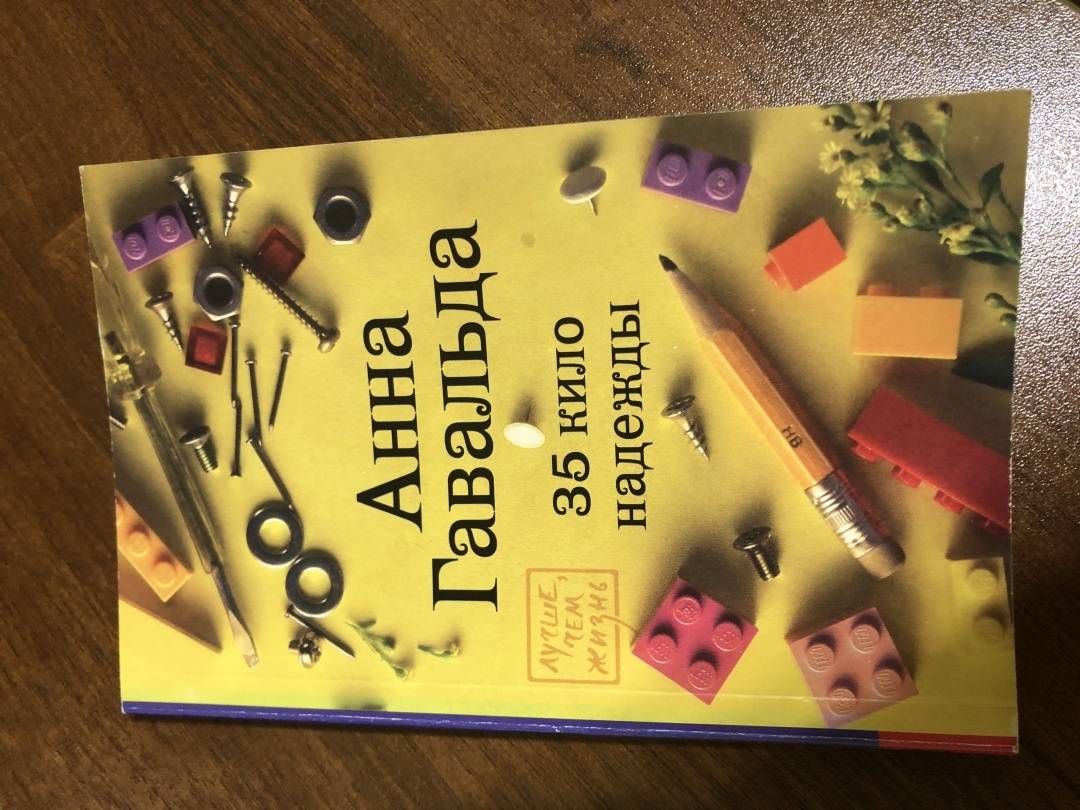 Анна
Гавальда
35 кило
надежды
ЛУЧШЕ,
ЧЕМ
ЖИЗНЬ
HB